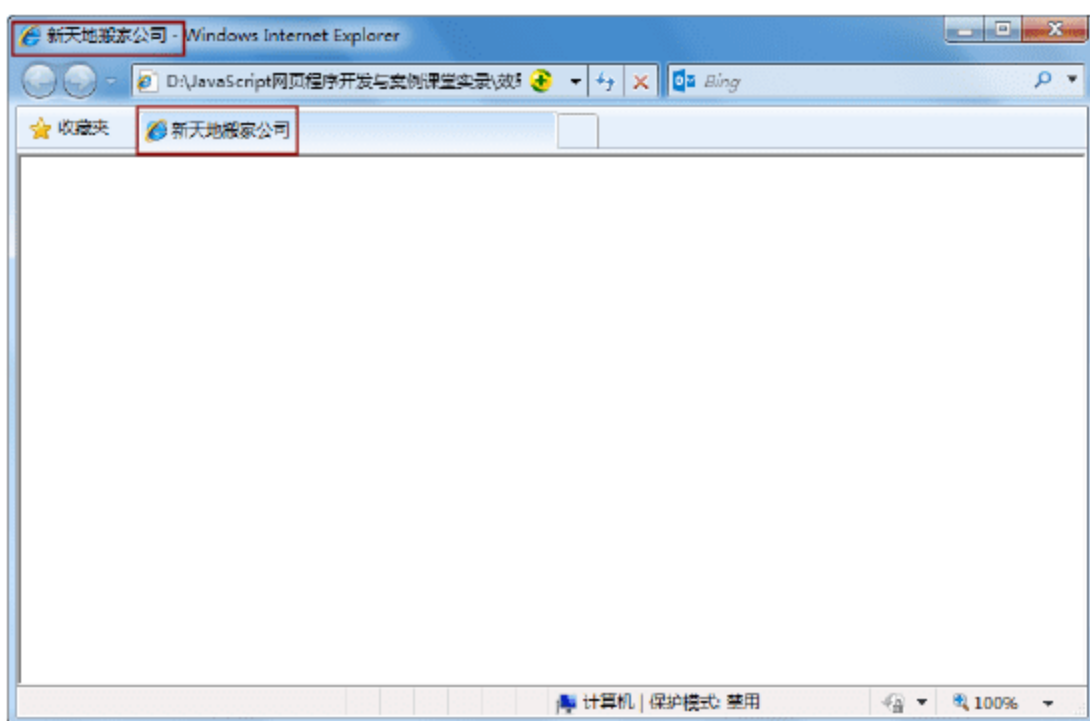 新天地搬家公司 - Windows Internet Explorer
D:\JavaScript网页程序开发与案例课堂实录\效
Bing
收藏夹
新天地搬家公司
计算机 | 保护模式: 禁用
100%